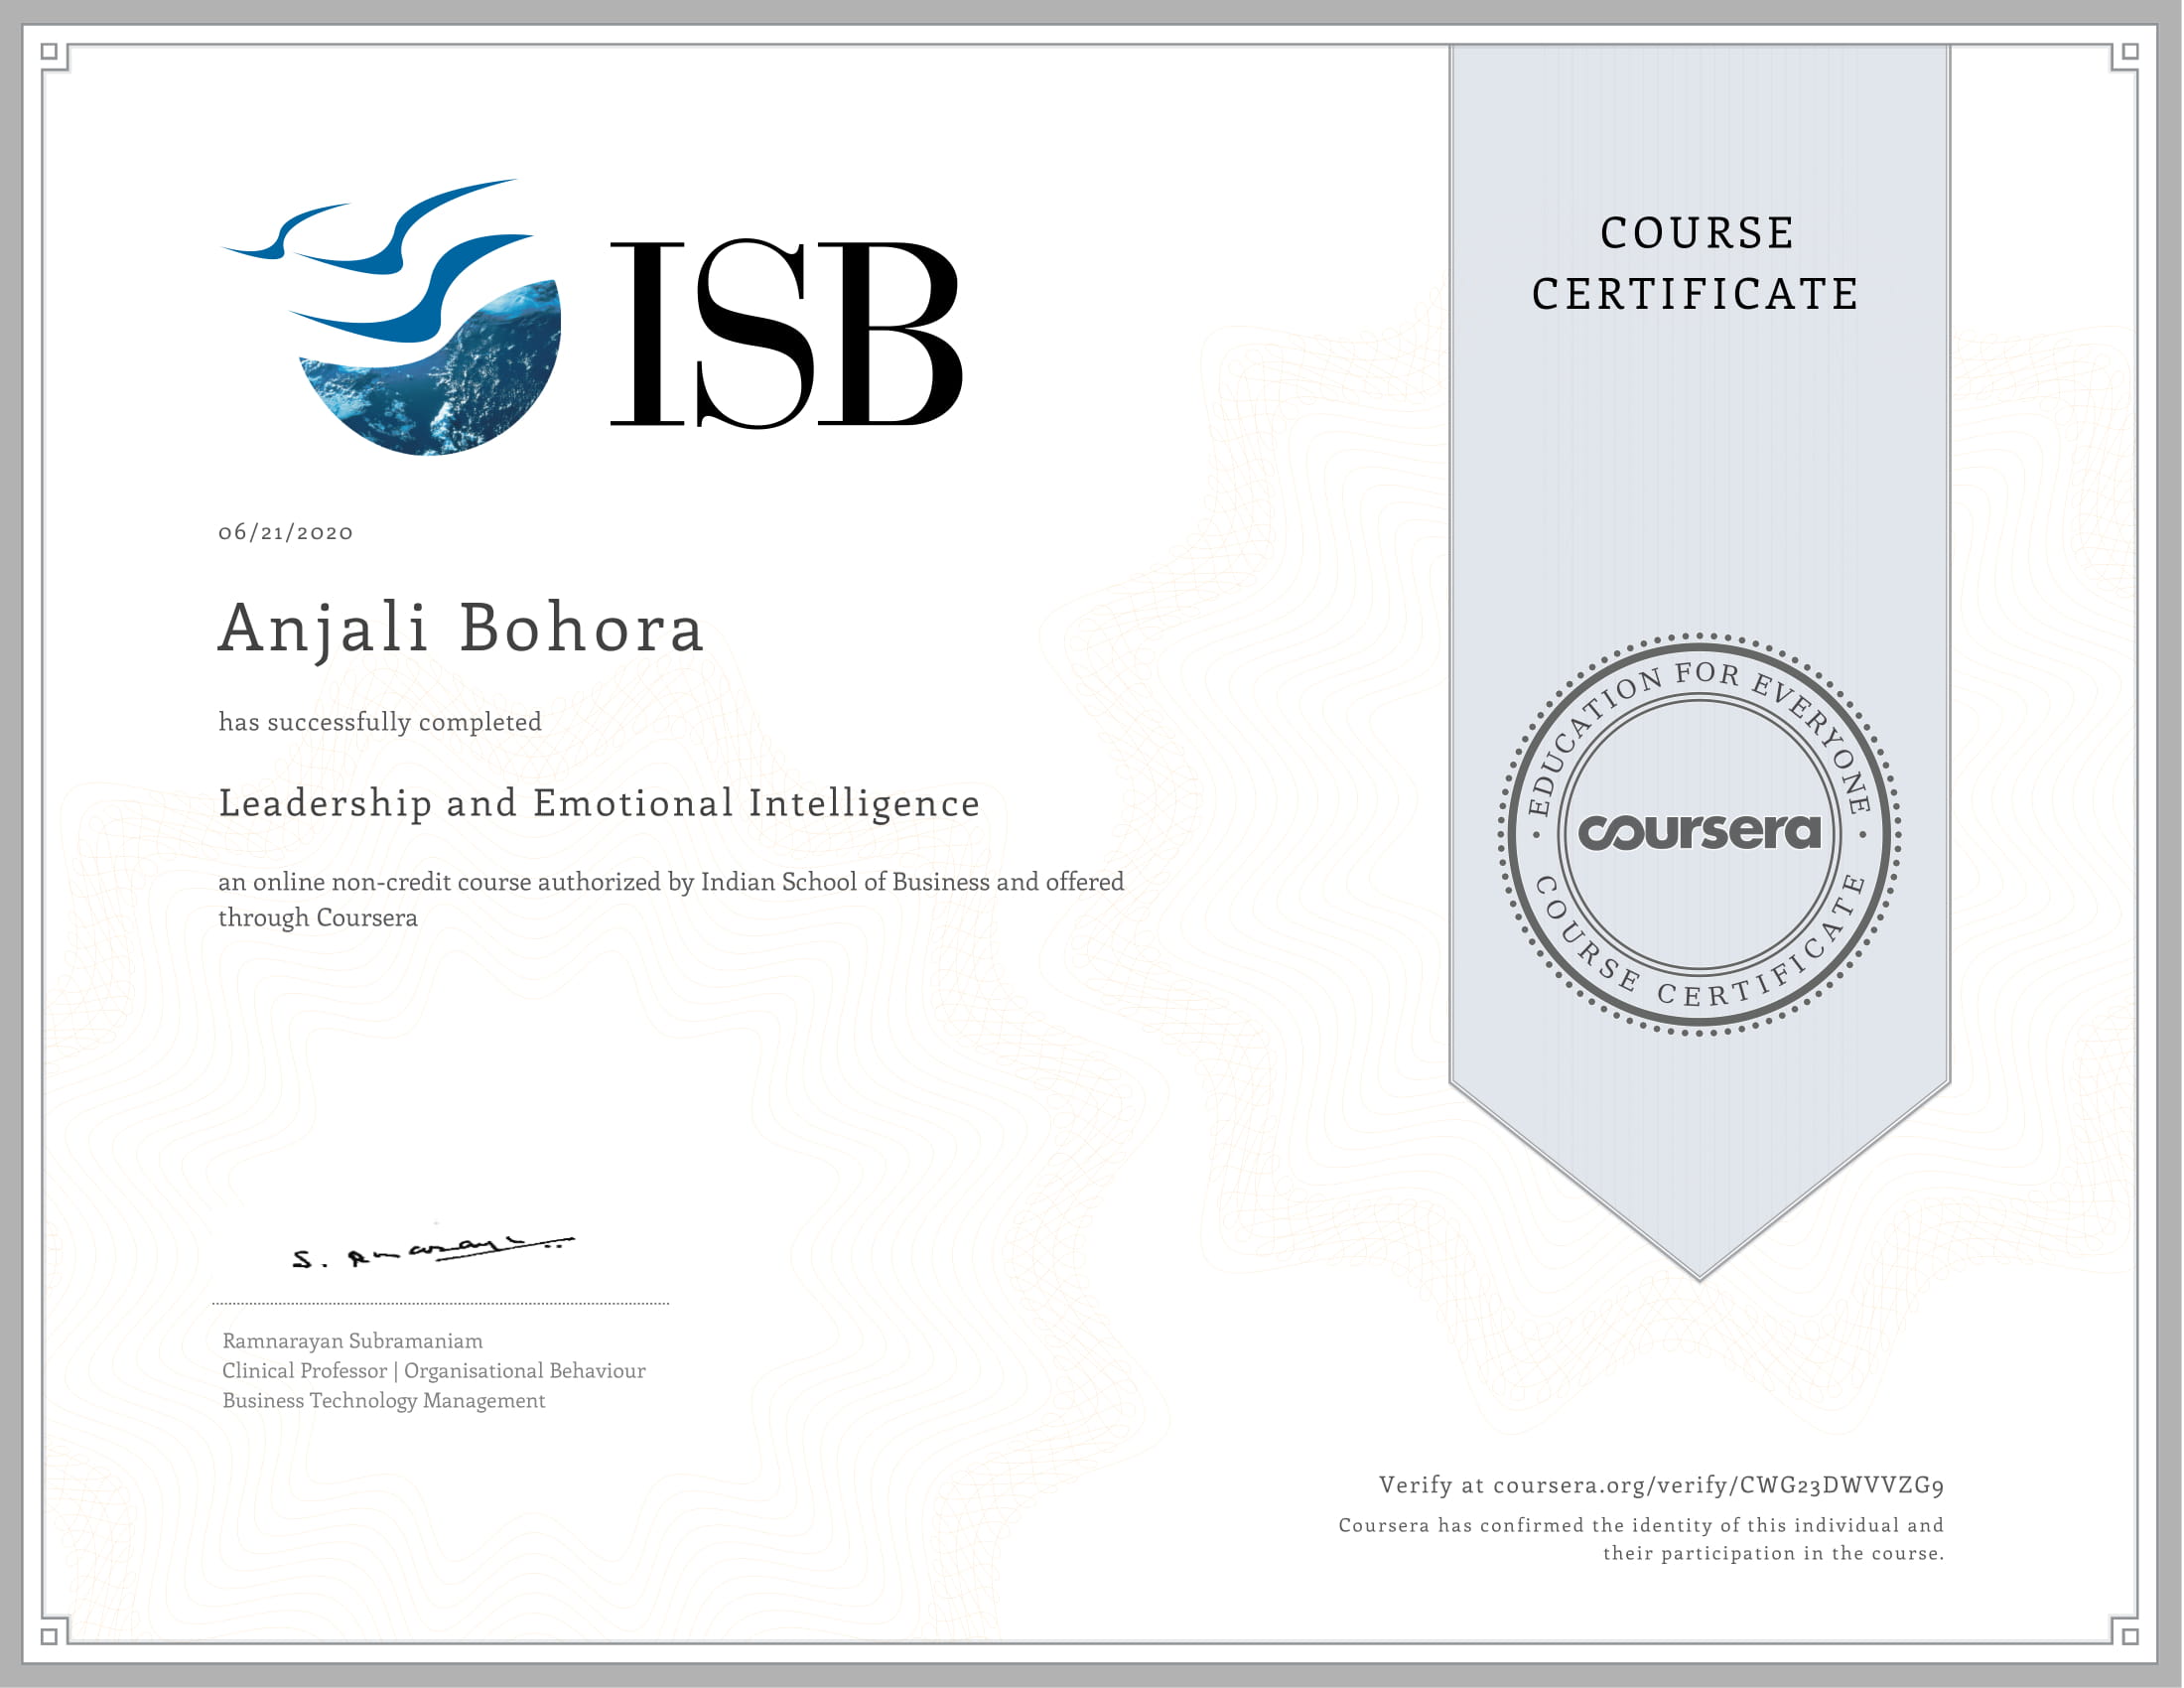 ISB
COURSE
CERTIFICATE
06/21/2020
Anjali Bohora
has successfully completed
Leadership and Emotional Intelligence
an online non-credit course authorized by Indian School of Business and offered
through Coursera
EDUCATION FOR EVERYONE
coursera
COURSE CERTIFICATE
Ramnarayan Subramaniam
Clinical Professor | Organisational Behaviour
Business Technology Management
Verify at coursera.org/verify/CWG23DWVVZG9
Coursera has confirmed the identity of this individual and
their participation in the course.